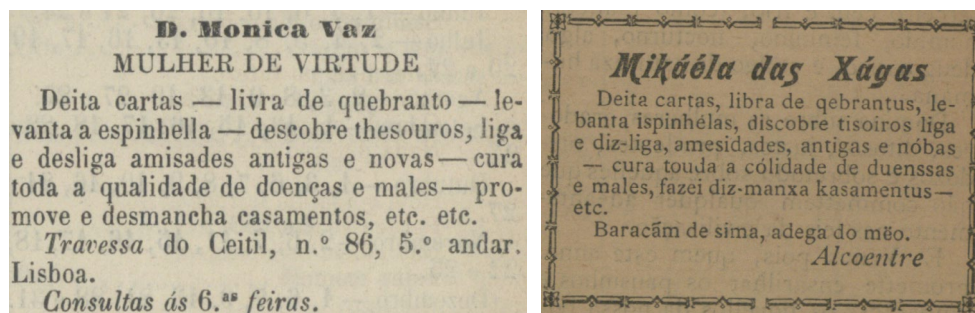 D. Monica Vaz
MULHER DE VIRTUDE
Deita cartas — livra de quebranto — le-
vanta a espinhella — descobre thesouros, liga
e desliga amisades antigas e novas — cura
toda a qualidade de doenças e males — pro-
move e desmancha casamentos, etc. etc.
Travessa do Ceitil, n.º 86, 5.º andar.
Lisboa.
Consultas ás 6.as feiras.
Mikáéla das Xágas
Deita cartas, libra de qebrantus, le-
banta ispinhélas, discobre tisoiros liga
e diz-liga, amesidades, antigas e nóbas
— cura touda a cólidade de duenssas
e males, fazei diz-manxa kasamentus—
etc.
Baracãm de sima, adega do mëo.
Alcoentre